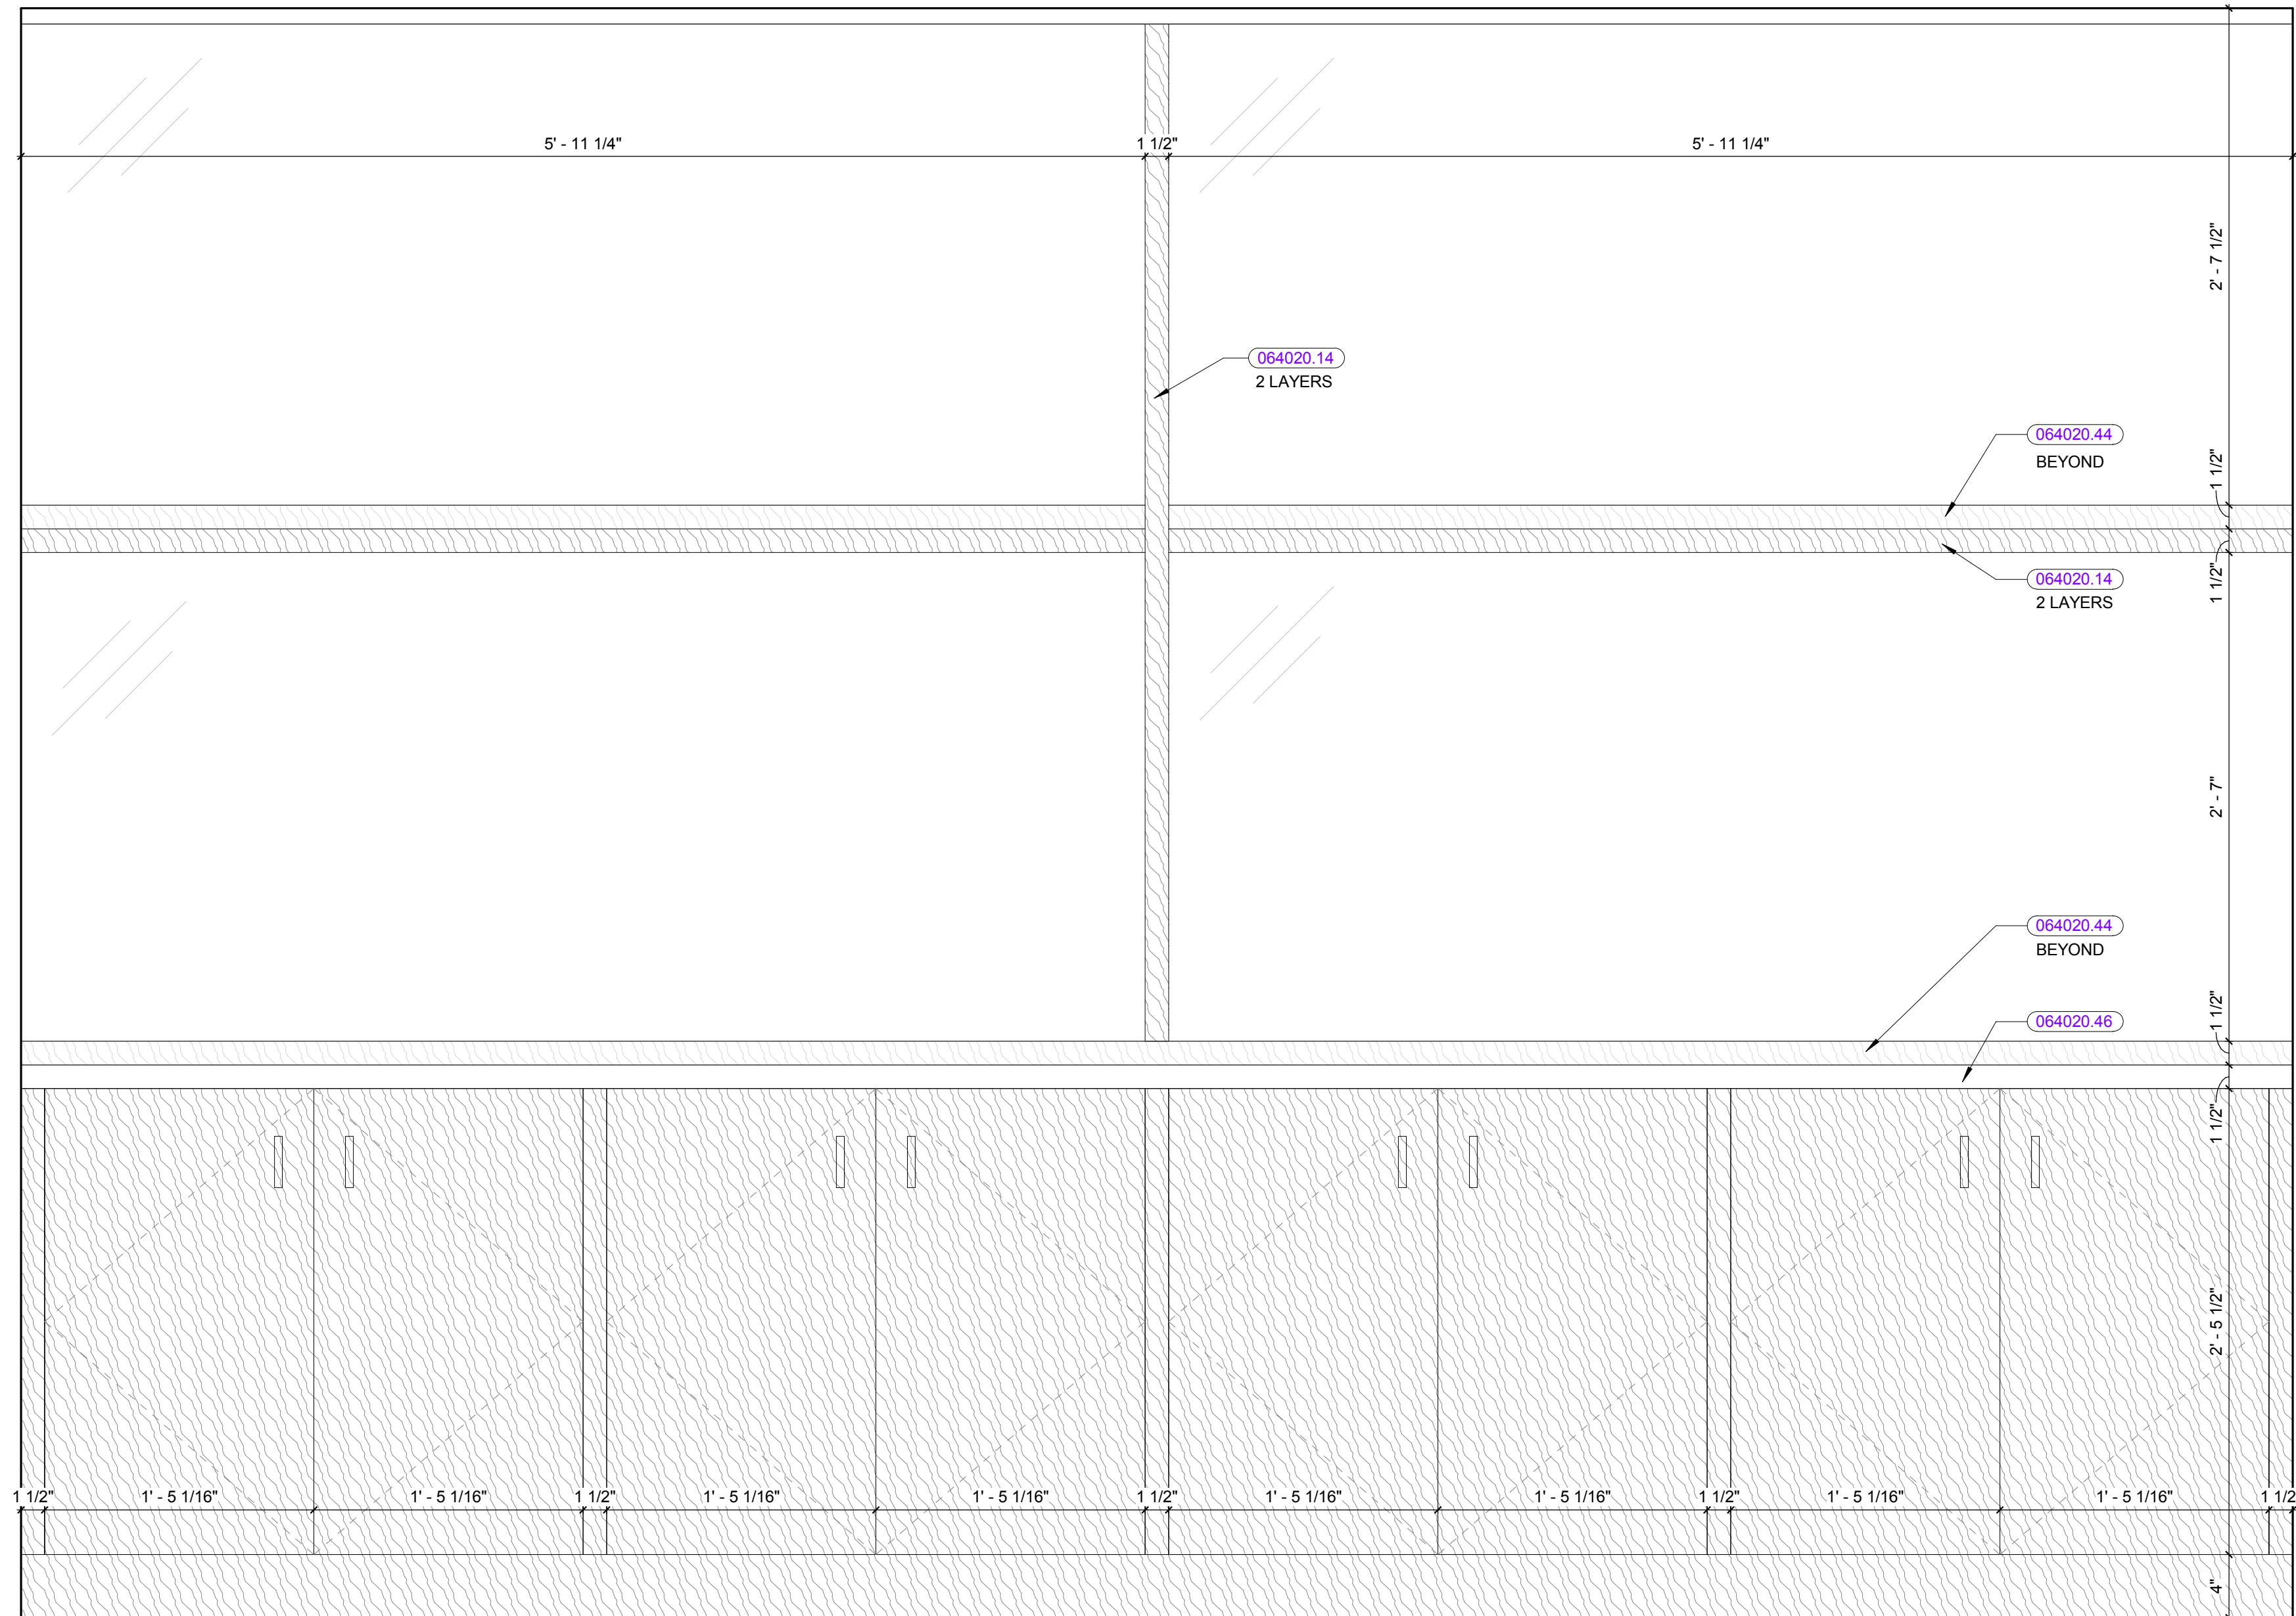 5' - 11 1/4"
1 1/2"
5' - 11 1/4"
2' - 7 1/2"
064020.14
2 LAYERS
064020.44
BEYOND
1 1/2"
064020.14
2 LAYERS
1 1/2"
2' - 7"
064020.44
BEYOND
1 1/2"
064020.46
1 1/2"
2' - 5 1/2"
1 1/2"
1' - 5 1/16"
1' - 5 1/16"
1 1/2"
1' - 5 1/16"
1' - 5 1/16"
1 1/2"
1' - 5 1/16"
1' - 5 1/16"
1 1/2"
1' - 5 1/16"
1' - 5 1/16"
1 1/2
4"